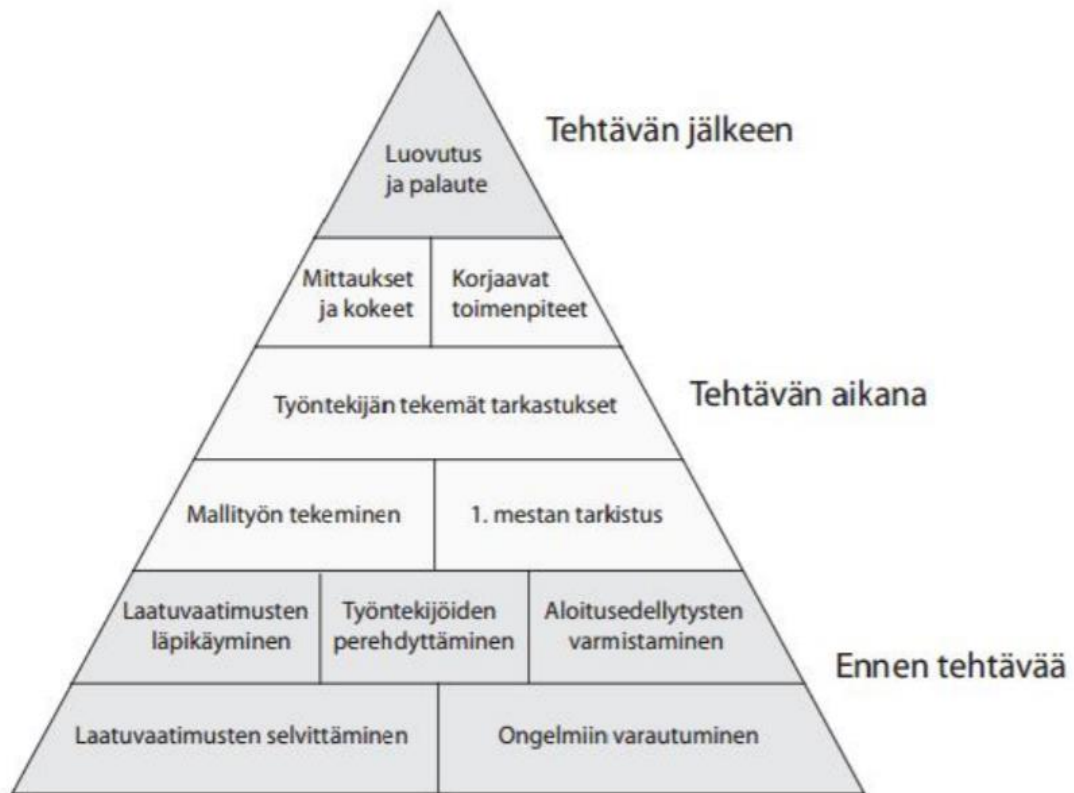 Luovutus
ja palaute
Tehtävän jälkeen
Mittaukset
ja kokeet
Korjaavat
toimenpiteet
Työntekijän tekemät tarkastukset
Tehtävän aikana
Mallityön tekeminen
1. mestan tarkistus
Laatuvaatimusten
läpikäyminen
Työntekijöiden
perehdyttäminen
Aloitusedellytysten
varmistaminen
Ennen tehtävää
Laatuvaatimusten selvittäminen
Ongelmiin varautuminen